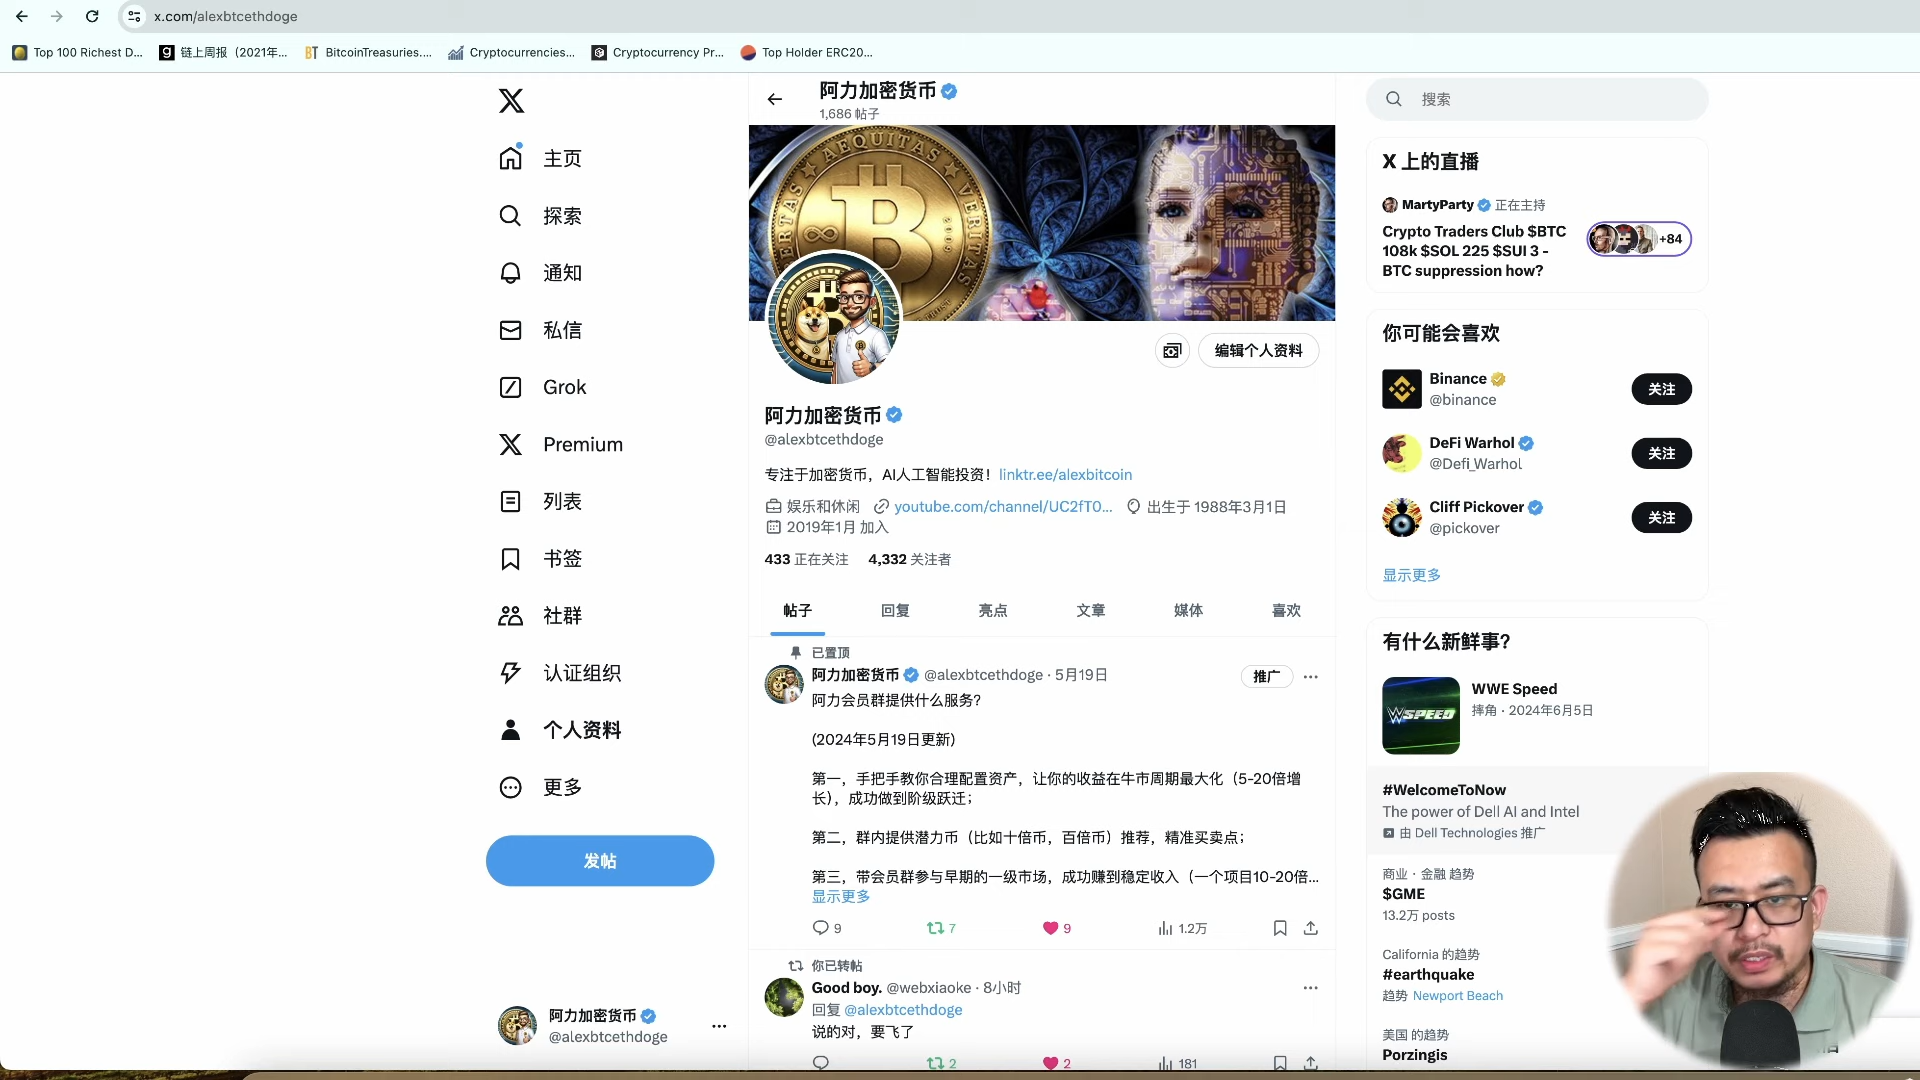 x.com/alexbtcethdoge
Top 100 Richest D...
链上周报（2021年...
BitcoinTreasuries....
Cryptocurrencies...
Cryptocurrency Pr...
Top Holder ERC20...
主页
探索
通知
私信
Grok
Premium
列表
书签
社群
认证组织
个人资料
更多
发帖
阿力加密货币
@alexbtcethdoge
阿力加密货币
1,686 帖子
AEQUITAS
VERITAS
编辑个人资料
阿力加密货币
@alexbtcethdoge
专注于加密货币，AI人工智能投资！linktr.ee/alexbitcoin
娱乐和休闲 youtube.com/channel/UC2fT0... 出生于 1988年3月1日
2019年1月 加入
433 正在关注 4,332 关注者
帖子 回复 亮点 文章 媒体 喜欢
已置顶
阿力加密货币 @alexbtcethdoge · 5月19日 推广
阿力会员群提供什么服务?
(2024年5月19日更新)
第一，手把手教你合理配置资产，让你的收益在牛市周期最大化（5-20倍增
长），成功做到阶级跃迁；
第二，群内提供潜力币（比如十倍币，百倍币）推荐，精准买卖点；
第三，带会员群参与早期的一级市场，成功赚到稳定收入（一个项目10-20倍...
显示更多
9 7 9 1.2万
你已转帖
Good boy. @webxiaoke · 8小时
回复 @alexbtcethdoge
说的对，要飞了
2 2 181
搜索
X 上的直播
MartyParty 正在主持
Crypto Traders Club $BTC
108k $SOL 225 $SUI 3 -
BTC suppression how?
+84
你可能会喜欢
Binance
@binance
关注
DeFi Warhol
@Defi_Warhol
关注
Cliff Pickover
@pickover
关注
显示更多
有什么新鲜事?
WSPEED
WWE Speed
摔角 · 2024年6月5日
#WelcomeToNow
The power of Dell AI and Intel
由 Dell Technologies 推广
商业 · 金融 趋势
$GME
13.2万 posts
California 的趋势
#earthquake
趋势 Newport Beach
美国 的趋势
Porzingis